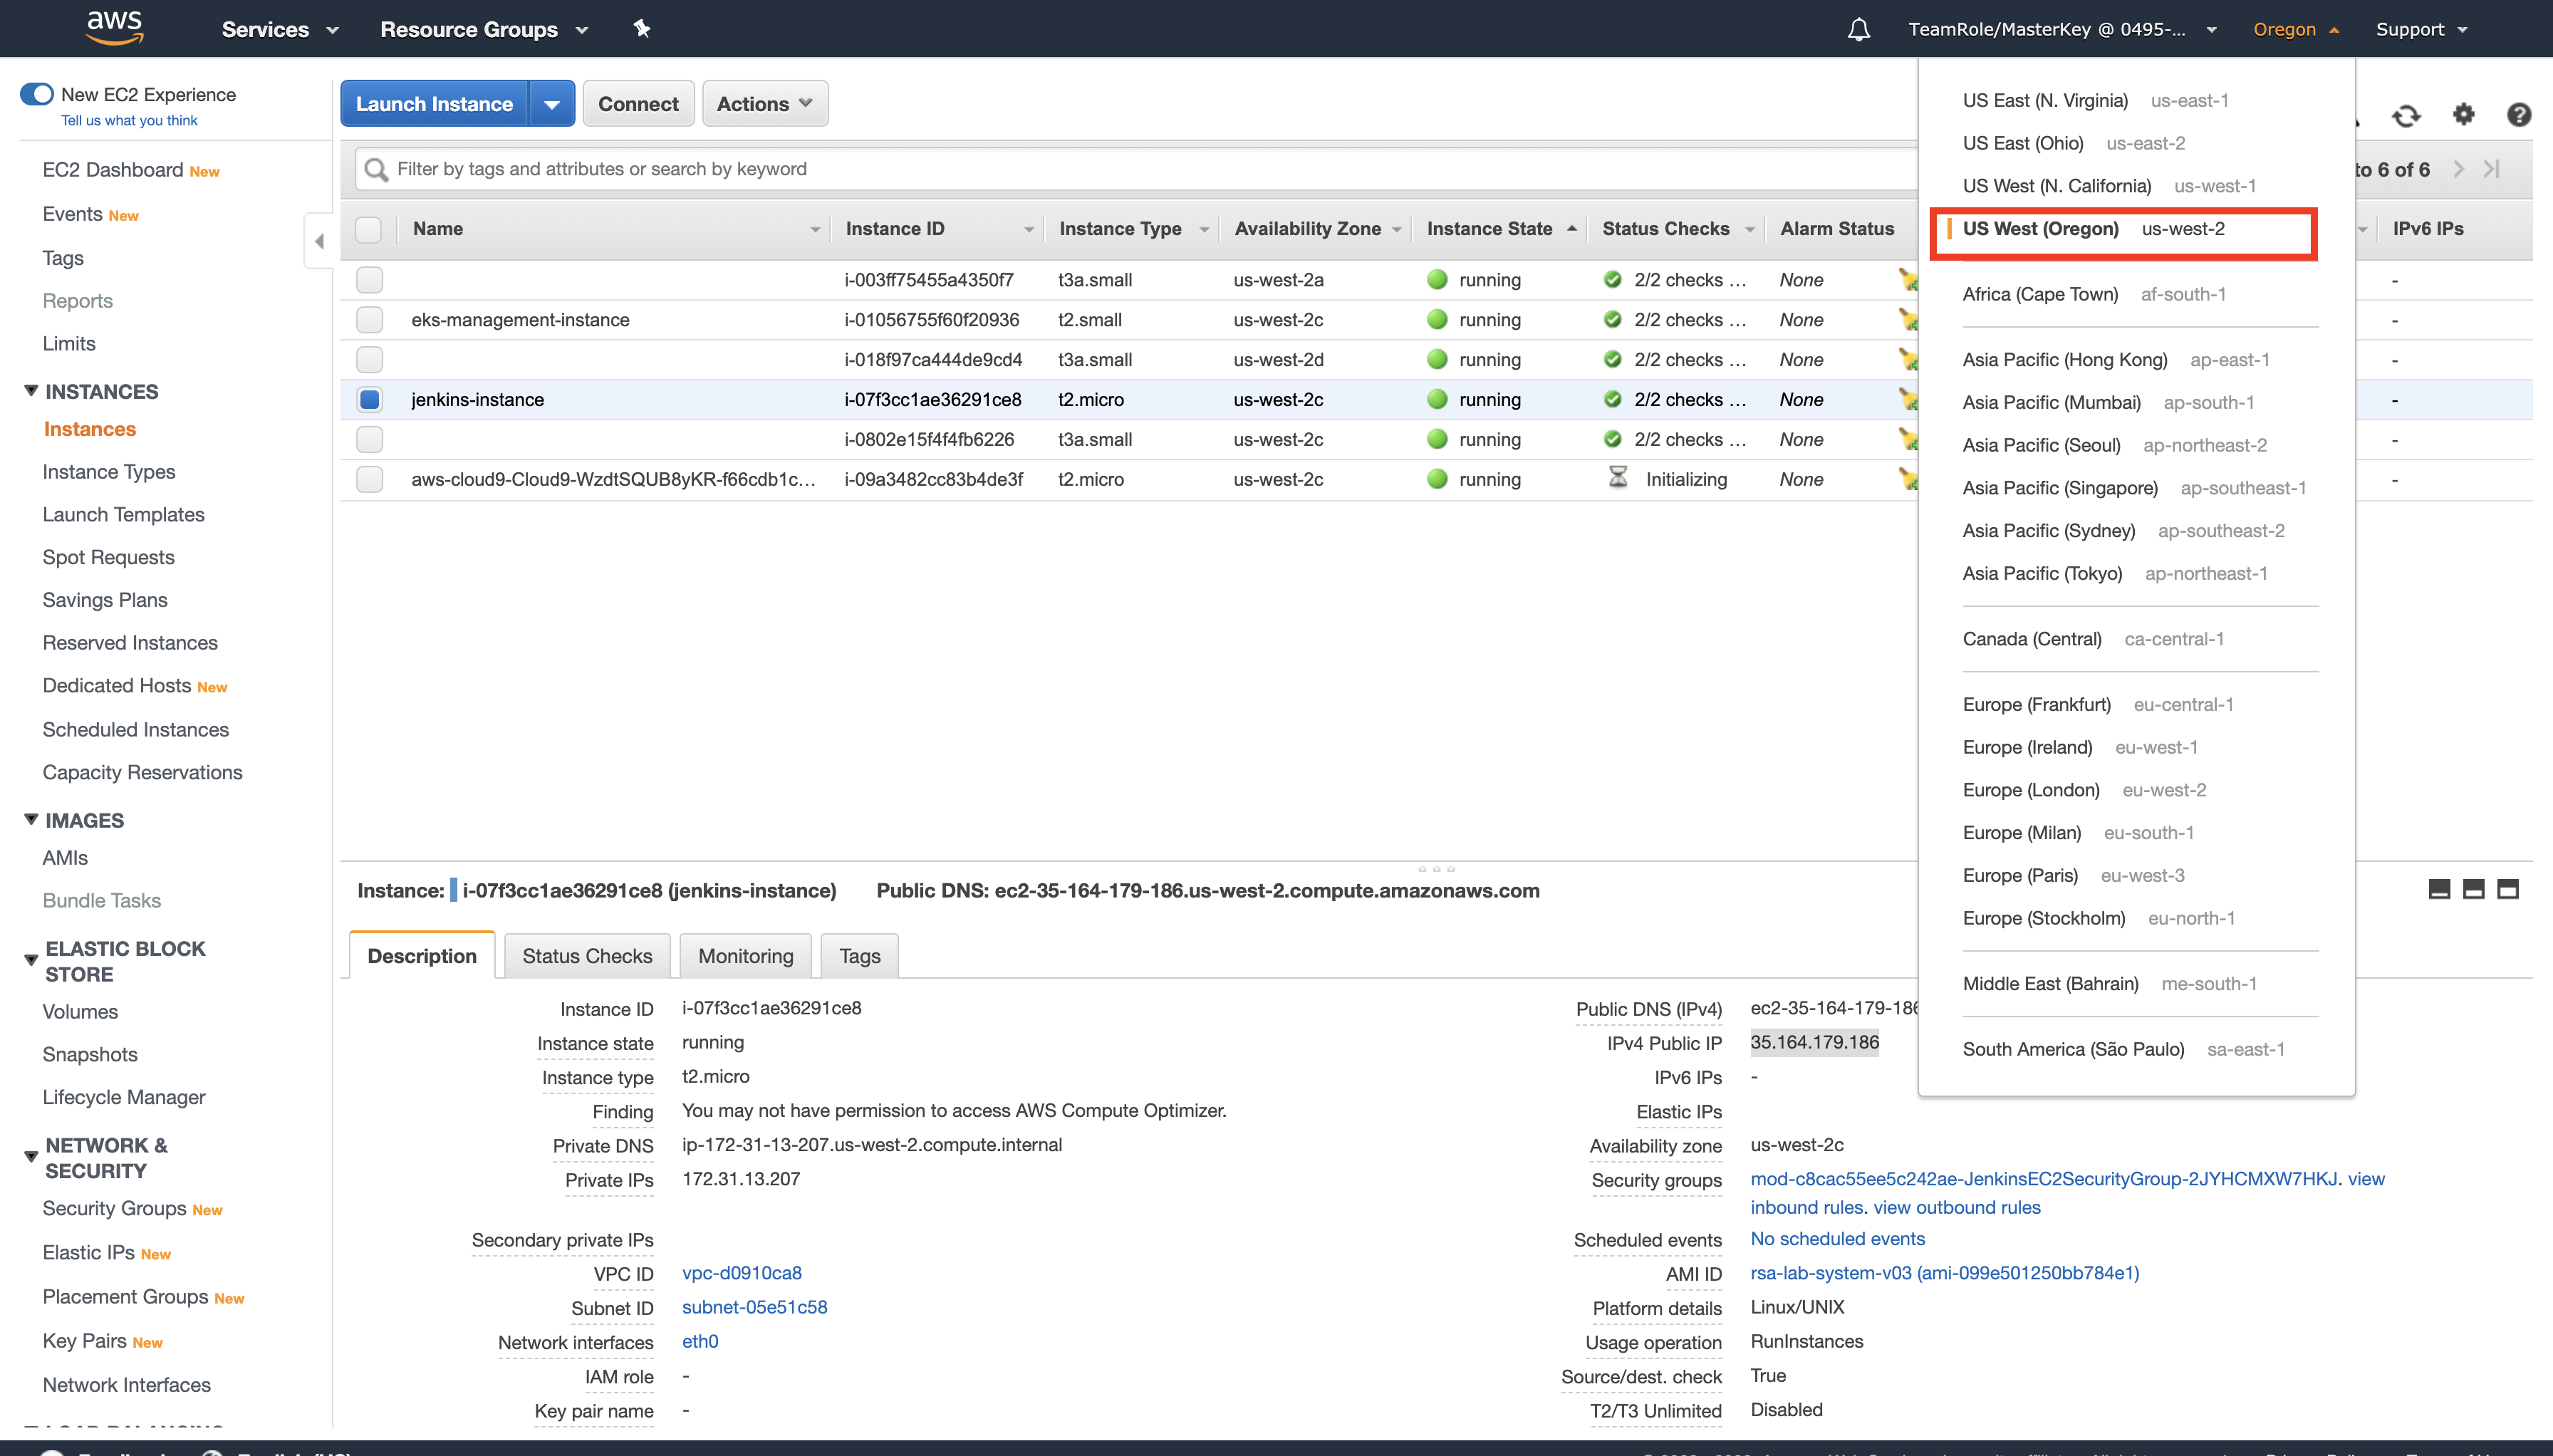 aws Services Resource Groups TeamRole/MasterKey @ 0495-... Oregon Support
New EC2 Experience
Tell us what you think
EC2 Dashboard New
Events New
Tags
Reports
Limits
INSTANCES
Instances
Instance Types
Launch Templates
Spot Requests
Savings Plans
Reserved Instances
Dedicated Hosts New
Scheduled Instances
Capacity Reservations
IMAGES
AMIs
Bundle Tasks
ELASTIC BLOCK
STORE
Volumes
Snapshots
Lifecycle Manager
NETWORK &
SECURITY
Security Groups New
Elastic IPs New
Placement Groups New
Key Pairs New
Network Interfaces
Launch Instance Connect Actions
Filter by tags and attributes or search by keyword
to 6 of 6
Name Instance ID Instance Type Availability Zone Instance State Status Checks Alarm Status IPv6 IPs
i-003ff75455a4350f7 t3a.small us-west-2a running 2/2 checks ... None -
eks-management-instance i-01056755f60f20936 t2.small us-west-2c running 2/2 checks ... None -
i-018f97ca444de9cd4 t3a.small us-west-2d running 2/2 checks ... None -
jenkins-instance i-07f3cc1ae36291ce8 t2.micro us-west-2c running 2/2 checks ... None -
i-0802e15f4f4fb6226 t3a.small us-west-2c running 2/2 checks ... None -
aws-cloud9-Cloud9-WzdtSQUB8yKR-f66cdb1c... i-09a3482cc83b4de3f t2.micro us-west-2c running Initializing None -
US East (N. Virginia) us-east-1
US East (Ohio) us-east-2
US West (N. California) us-west-1
US West (Oregon) us-west-2
Africa (Cape Town) af-south-1
Asia Pacific (Hong Kong) ap-east-1
Asia Pacific (Mumbai) ap-south-1
Asia Pacific (Seoul) ap-northeast-2
Asia Pacific (Singapore) ap-southeast-1
Asia Pacific (Sydney) ap-southeast-2
Asia Pacific (Tokyo) ap-northeast-1
Canada (Central) ca-central-1
Europe (Frankfurt) eu-central-1
Europe (Ireland) eu-west-1
Europe (London) eu-west-2
Europe (Milan) eu-south-1
Europe (Paris) eu-west-3
Europe (Stockholm) eu-north-1
Middle East (Bahrain) me-south-1
South America (São Paulo) sa-east-1
Instance: i-07f3cc1ae36291ce8 (jenkins-instance) Public DNS: ec2-35-164-179-186.us-west-2.compute.amazonaws.com
Description Status Checks Monitoring Tags
Instance ID i-07f3cc1ae36291ce8
Instance state running
Instance type t2.micro
Finding You may not have permission to access AWS Compute Optimizer.
Private DNS ip-172-31-13-207.us-west-2.compute.internal
Private IPs 172.31.13.207
Secondary private IPs
VPC ID vpc-d0910ca8
Subnet ID subnet-05e51c58
Network interfaces eth0
IAM role -
Key pair name -
Public DNS (IPv4) ec2-35-164-179-186
IPv4 Public IP 35.164.179.186
IPv6 IPs -
Elastic IPs
Availability zone us-west-2c
Security groups mod-c8cac55ee5c242ae-JenkinsEC2SecurityGroup-2JYHCMXW7HKJ. view
inbound rules. view outbound rules
Scheduled events No scheduled events
AMI ID rsa-lab-system-v03 (ami-099e501250bb784e1)
Platform details Linux/UNIX
Usage operation RunInstances
Source/dest. check True
T2/T3 Unlimited Disabled